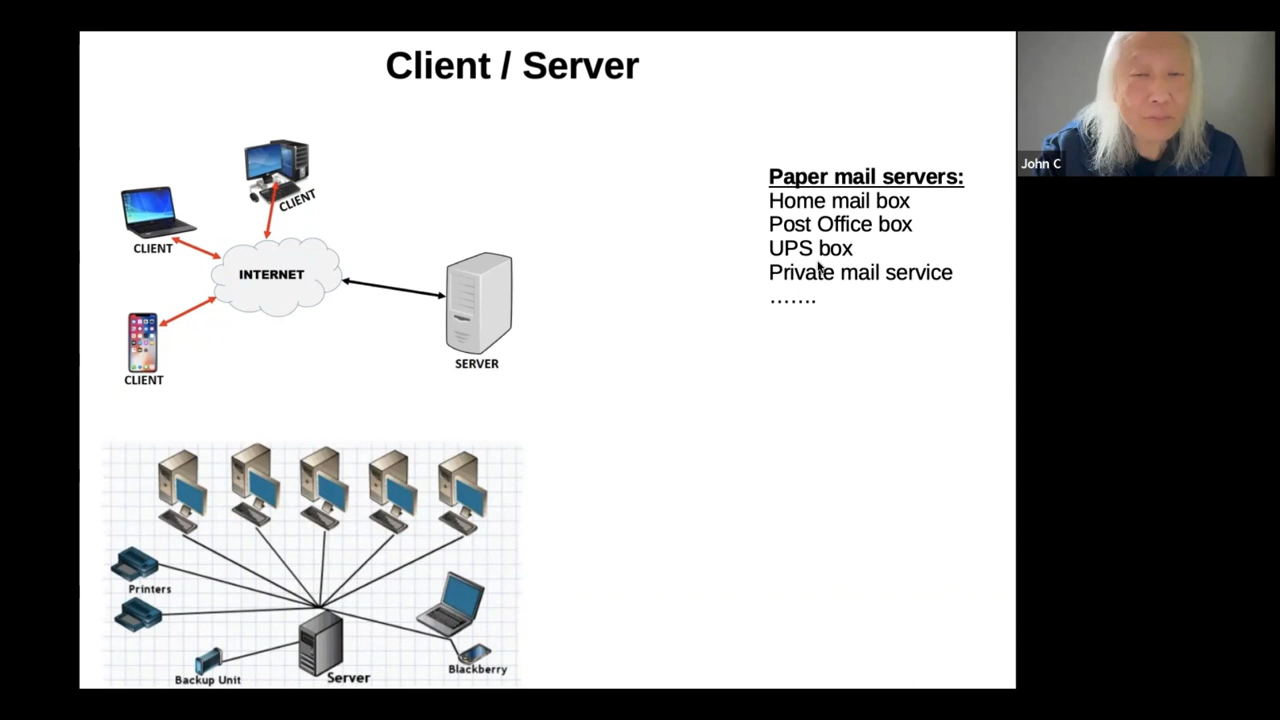 Client / Server
John C
CLIENT
CLIENT
INTERNET
CLIENT
SERVER
Paper mail servers:
Home mail box
Post Office box
UPS box
Private mail service
…….
Printers
Backup Unit
Server
Blackberry